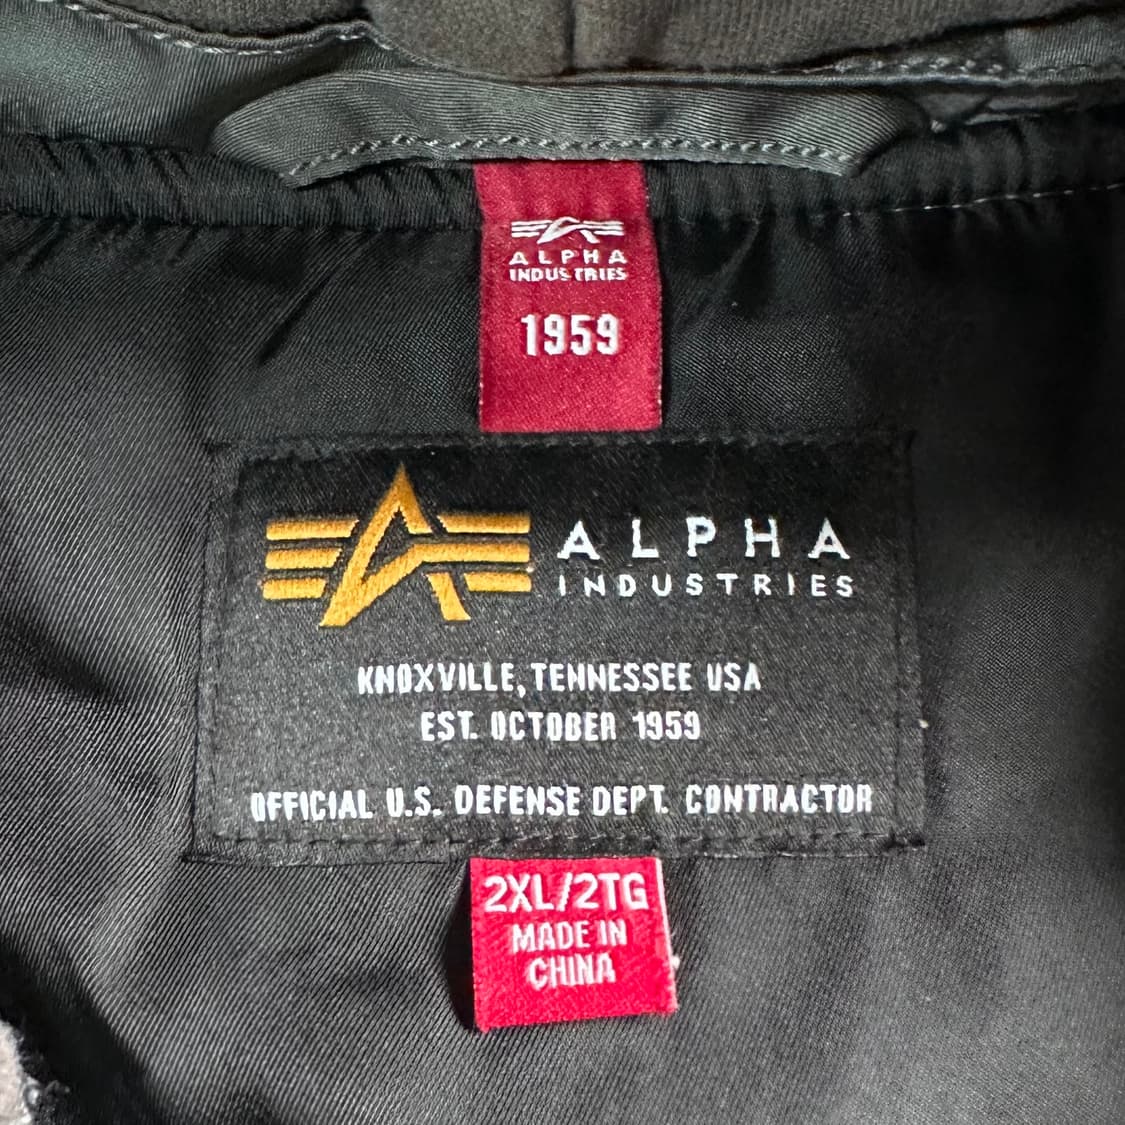 ALPHA
INDUSTRIES
1959
ALPHA
INDUSTRIES
KNOXVILLE, TENNESSEE USA
EST. OCTOBER 1959
OFFICIAL U.S. DEFENSE DEPT. CONTRACTOR
2XL/2TG
MADE IN
CHINA